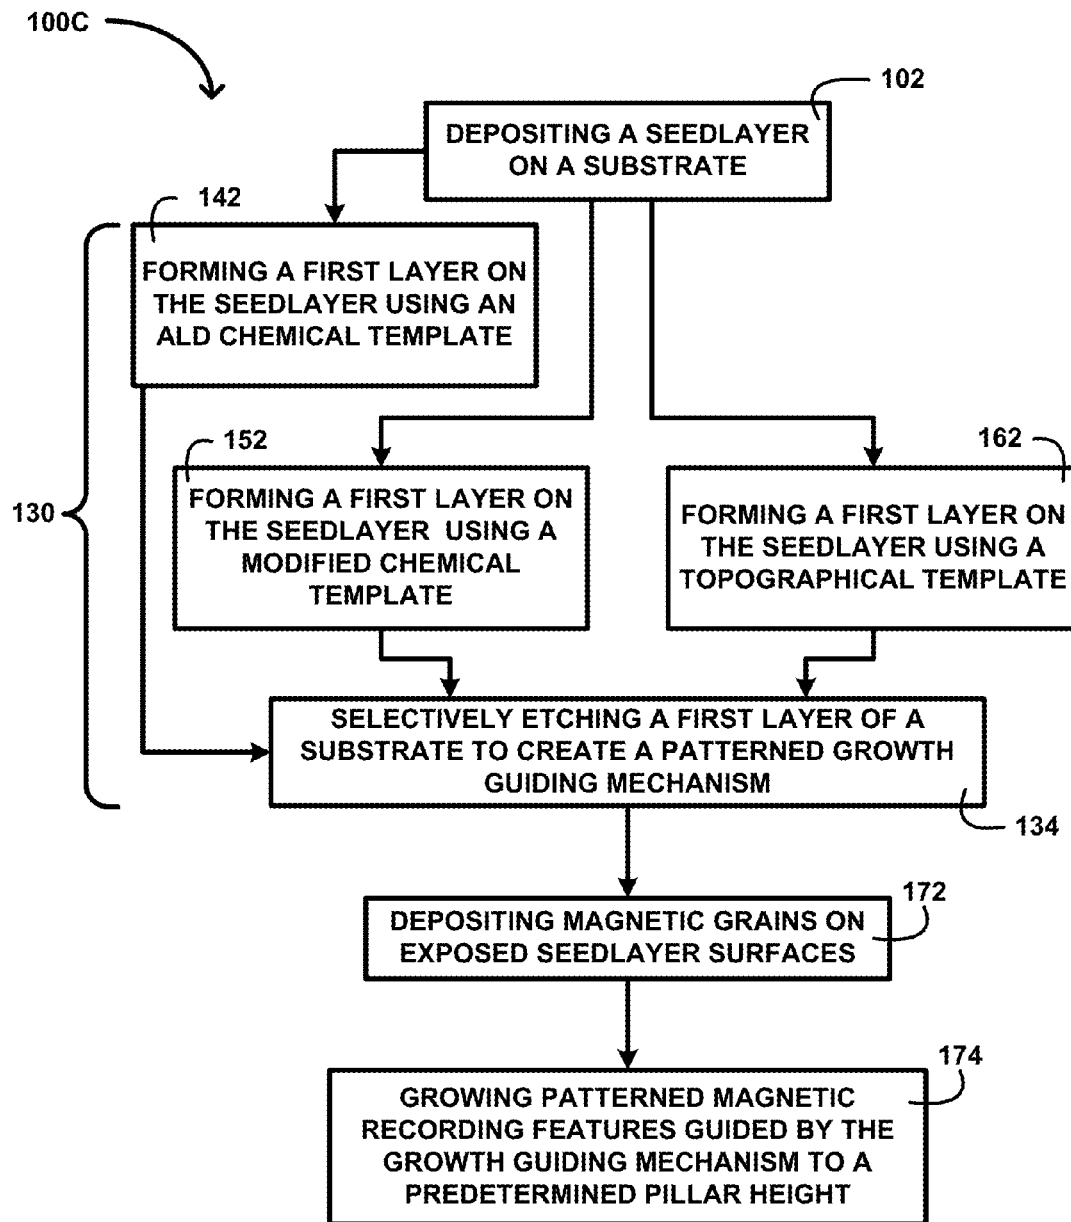 100C
102
DEPOSITING A SEEDLAYER
ON A SUBSTRATE
142
FORMING A FIRST LAYER ON
THE SEEDLAYER USING AN
ALD CHEMICAL TEMPLATE
130
152
FORMING A FIRST LAYER ON
THE SEEDLAYER USING A
MODIFIED CHEMICAL
TEMPLATE
162
FORMING A FIRST LAYER ON
THE SEEDLAYER USING A
TOPOGRAPHICAL TEMPLATE
SELECTIVELY ETCHING A FIRST LAYER OF A
SUBSTRATE TO CREATE A PATTERNED GROWTH
GUIDING MECHANISM
134
172
DEPOSITING MAGNETIC GRAINS ON
EXPOSED SEEDLAYER SURFACES
174
GROWING PATTERNED MAGNETIC
RECORDING FEATURES GUIDED BY THE
GROWTH GUIDING MECHANISM TO A
PREDETERMINED PILLAR HEIGHT